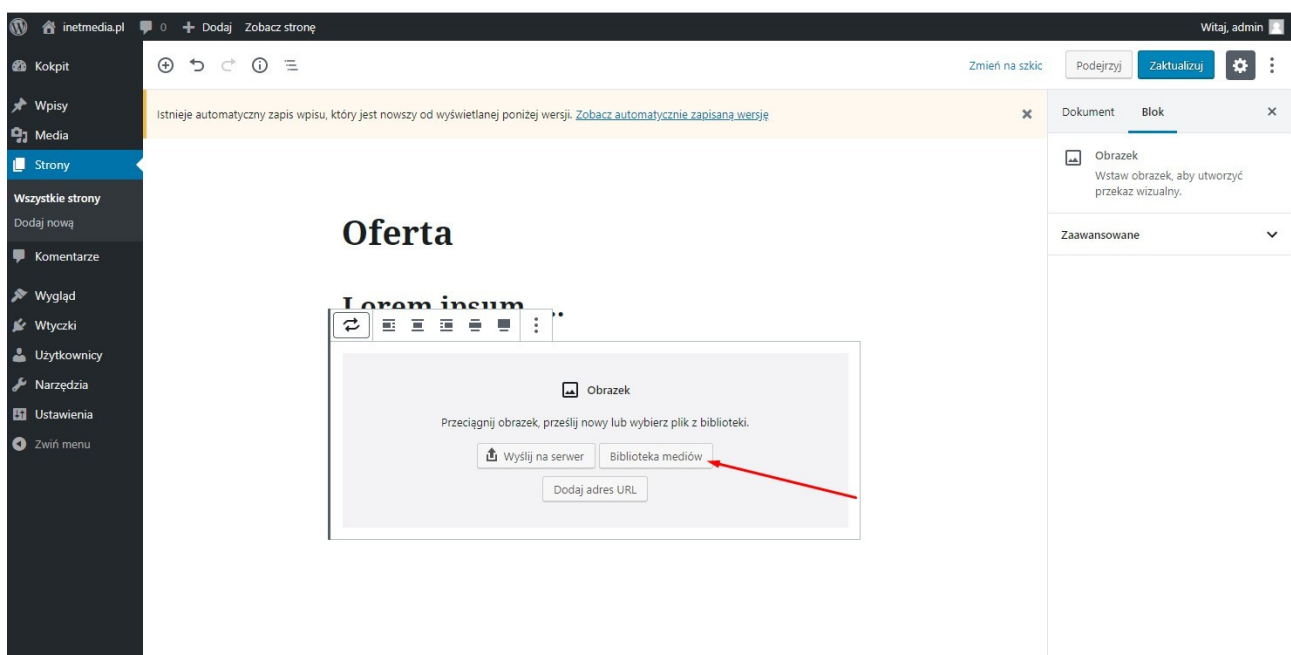 inetmedia.pl 0 + Dodaj Zobacz stronę Witaj, admin
Kokpit
Wpisy
Media
Strony
Wszystkie strony
Dodaj nową
Komentarze
Wygląd
Wtyczki
Użytkownicy
Narzędzia
Ustawienia
Zwiń menu
Zmień na szkic Podejrzyj Zaktualizuj
Istnieje automatyczny zapis wpisu, który jest nowszy od wyświetlanej poniżej wersji. Zobacz automatycznie zapisaną wersję
Oferta
Lorem ipsum ...
Obrazek
Przeciągnij obrazek, prześlij nowy lub wybierz plik z biblioteki.
Wyślij na serwer Biblioteka mediów
Dodaj adres URL
Dokument Blok
Obrazek
Wstaw obrazek, aby utworzyć
przekaz wizualny.
Zaawansowane